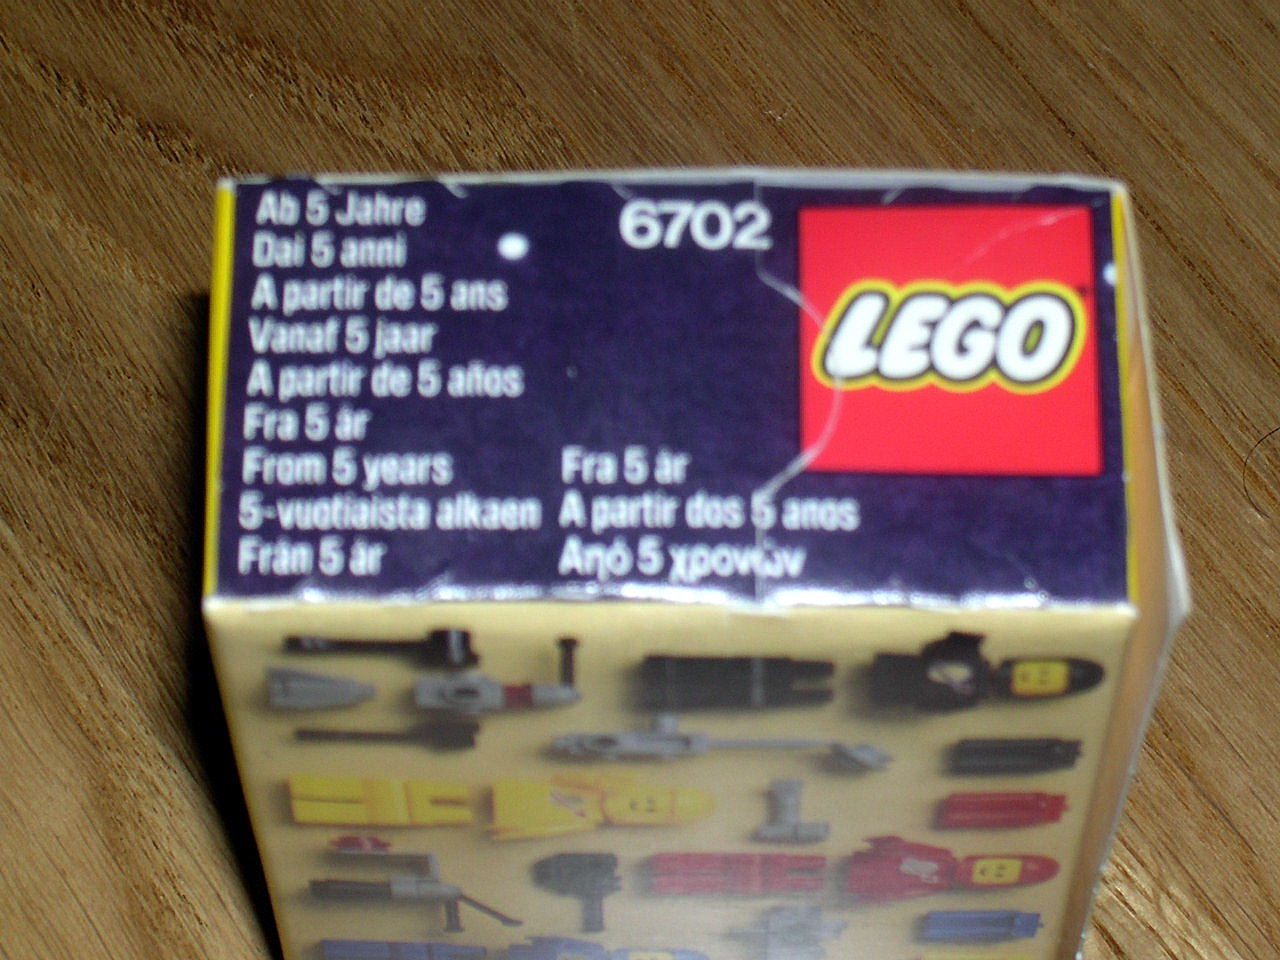 Ab 5 Jahre
Dai 5 anni
A partir de 5 ans
Vanaf 5 jaar
A partir de 5 años
Fra 5 år
From 5 years
5-vuotiaista alkaen
Från 5 år
Fra 5 år
A partir dos 5 anos
Από 5 χρονών
6702
LEGO